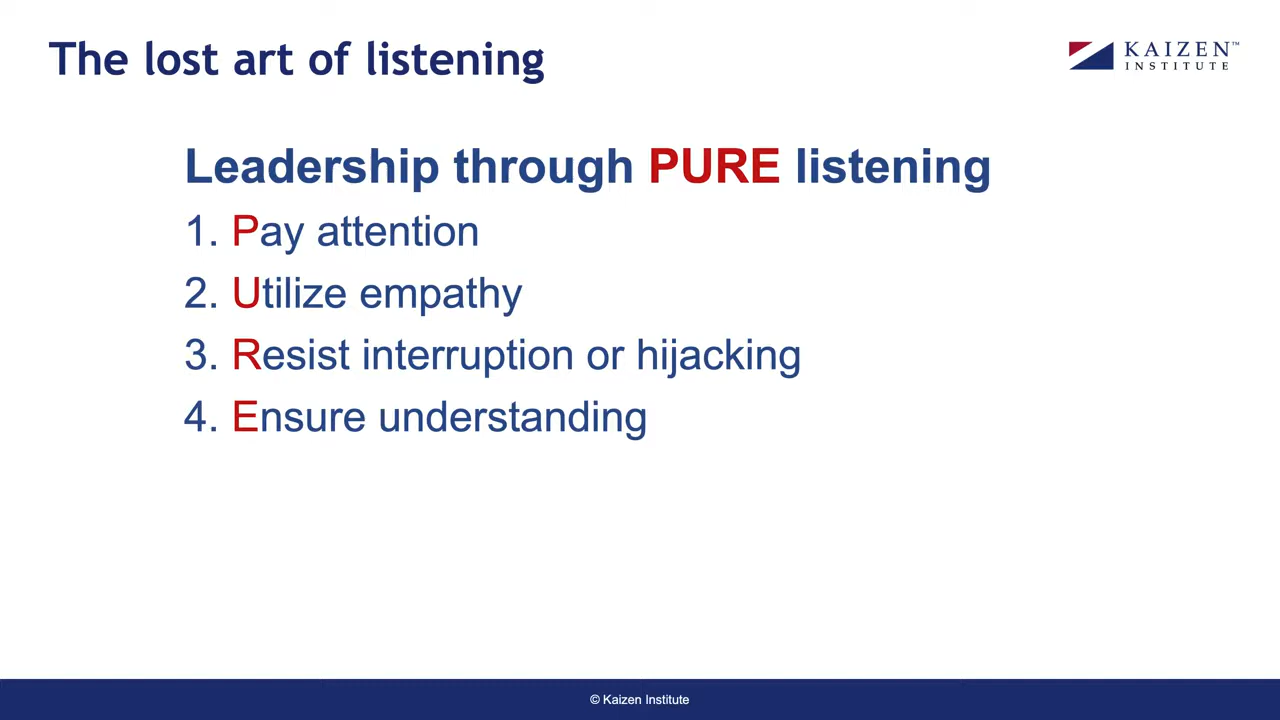 The lost art of listening
KAIZEN™
INSTITUTE
Leadership through PURE listening
1. Pay attention
2. Utilize empathy
3. Resist interruption or hijacking
4. Ensure understanding
© Kaizen Institute